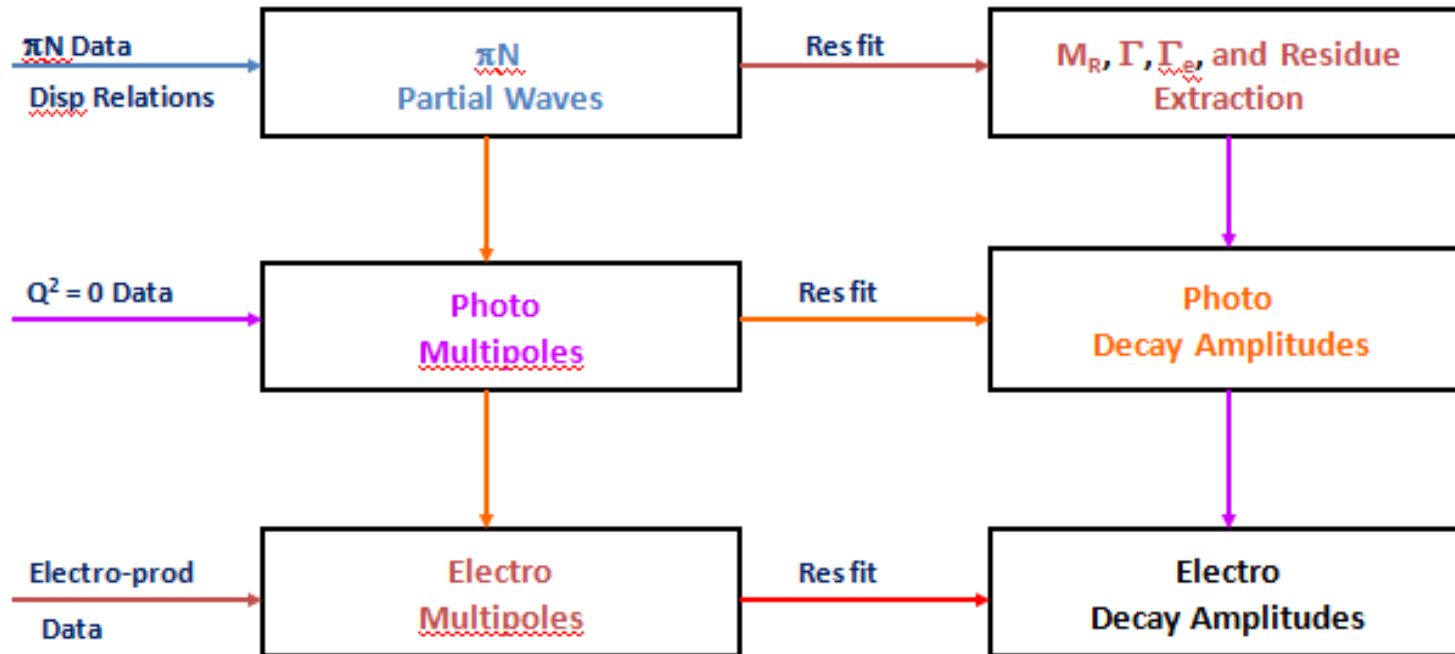 πN Data
Disp Relations
πN
Partial Waves
Res fit
M_R, Γ, Γ_e, and Residue
Extraction
Q² = 0 Data
Photo
Multipoles
Res fit
Photo
Decay Amplitudes
Electro-prod
Data
Electro
Multipoles
Res fit
Electro
Decay Amplitudes